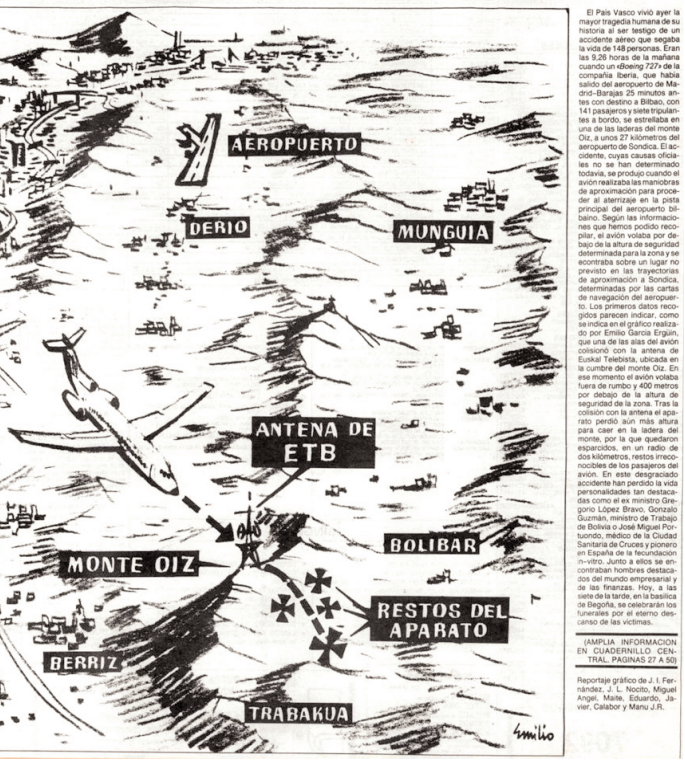 AEROPUERTO
DERIO
MUNGUIA
ANTENA DE
ETB
BOLIBAR
MONTE OIZ
RESTOS DEL
APARATO
BERRIZ
TRABAKUA
Emilio
El País Vasco vivió ayer la
mayor tragedia humana de su
historia al ser testigo de un
accidente aéreo que segaba
la vida de 148 personas. Eran
las 9,26 horas de la mañana
cuando un «Boeing 727» de la
compañía Iberia, que había
salido del aeropuerto de Ma-
drid-Barajas 25 minutos an-
tes con destino a Bilbao, con
141 pasajeros y siete tripulan-
tes a bordo, se estrellaba en
una de las laderas del monte
Oiz, a unos 27 kilómetros del
aeropuerto de Sondica. El ac-
cidente, cuyas causas oficia-
les no se han determinado
todavía, se produjo cuando el
avión realizaba las maniobras
de aproximación para proce-
der al aterrizaje en la pista
principal del aeropuerto bil-
baíno. Según las informacio-
nes que hemos podido reco-
pilar, el avión volaba por de-
bajo de la altura de seguridad
determinada para la zona y se
econtraba sobre un lugar no
previsto en las trayectorias
de aproximación a Sondica,
determinadas por las cartas
de navegación del aeropuer-
to. Los primeros datos reco-
gidos parecen indicar, como
se indica en el gráfico realiza-
do por Emilio García Ergüin,
que una de las alas del avión
colisionó con la antena de
Euskal Telebista, ubicada en
la cumbre del monte Oiz. En
ese momento el avión volaba
fuera de rumbo y 400 metros
por debajo de la altura de
seguridad de la zona. Tras la
colisión con la antena el apa-
rato perdió aún más altura
para caer en la ladera del
monte, por la que quedaron
esparcidos, en un radio de
dos kilómetros, restos irreco-
nocibles de los pasajeros del
avión. En este desgraciado
accidente han perdido la vida
personalidades tan destaca-
das como el ex ministro Gre-
gorio López Bravo, Gonzalo
Guzmán, ministro de Trabajo
de Bolivia o José Miguel Por-
tuondo, médico de la Ciudad
Sanitaria de Cruces y pionero
en España de la fecundación
in-vitro. Junto a ellos se en-
contraban hombres destaca-
dos del mundo empresarial y
de las finanzas. Hoy, a las
siete de la tarde, en la basílica
de Begoña, se celebrarán los
funerales por el eterno des-
canso de las víctimas.
(AMPLIA INFORMACION
EN CUADERNILLO CEN-
TRAL. PAGINAS 27 A 50)
Reportaje gráfico de J. I. Fer-
nández, J. L. Nocito, Miguel
Angel, Maite, Eduardo, Ja-
vier, Calabor y Manu J.R.